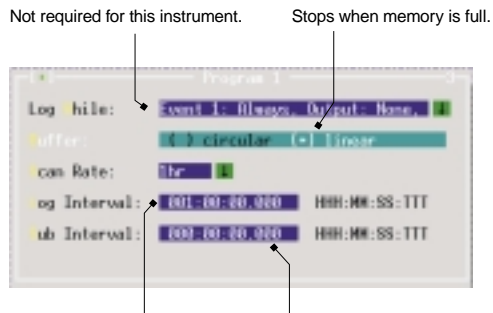 Not required for this instrument. Stops when memory is full.
Program 1
Log While: Event 1: Always, Output: None,
Buffer: ( ) circular (•) linear
Scan Rate: 1hr
Log Interval: 001:00:00.000 HHH:MM:SS:TTT
Sub Interval: 000:00:00.000 HHH:MM:SS:TTT